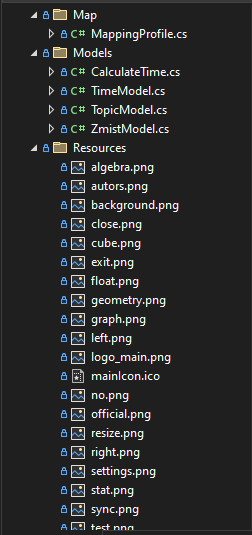 Map
C# MappingProfile.cs
Models
C# CalculateTime.cs
C# TimeModel.cs
C# TopicModel.cs
C# ZmistModel.cs
Resources
algebra.png
autors.png
background.png
close.png
cube.png
exit.png
float.png
geometry.png
graph.png
left.png
logo_main.png
mainIcon.ico
no.png
official.png
resize.png
right.png
settings.png
stat.png
sync.png
test.png